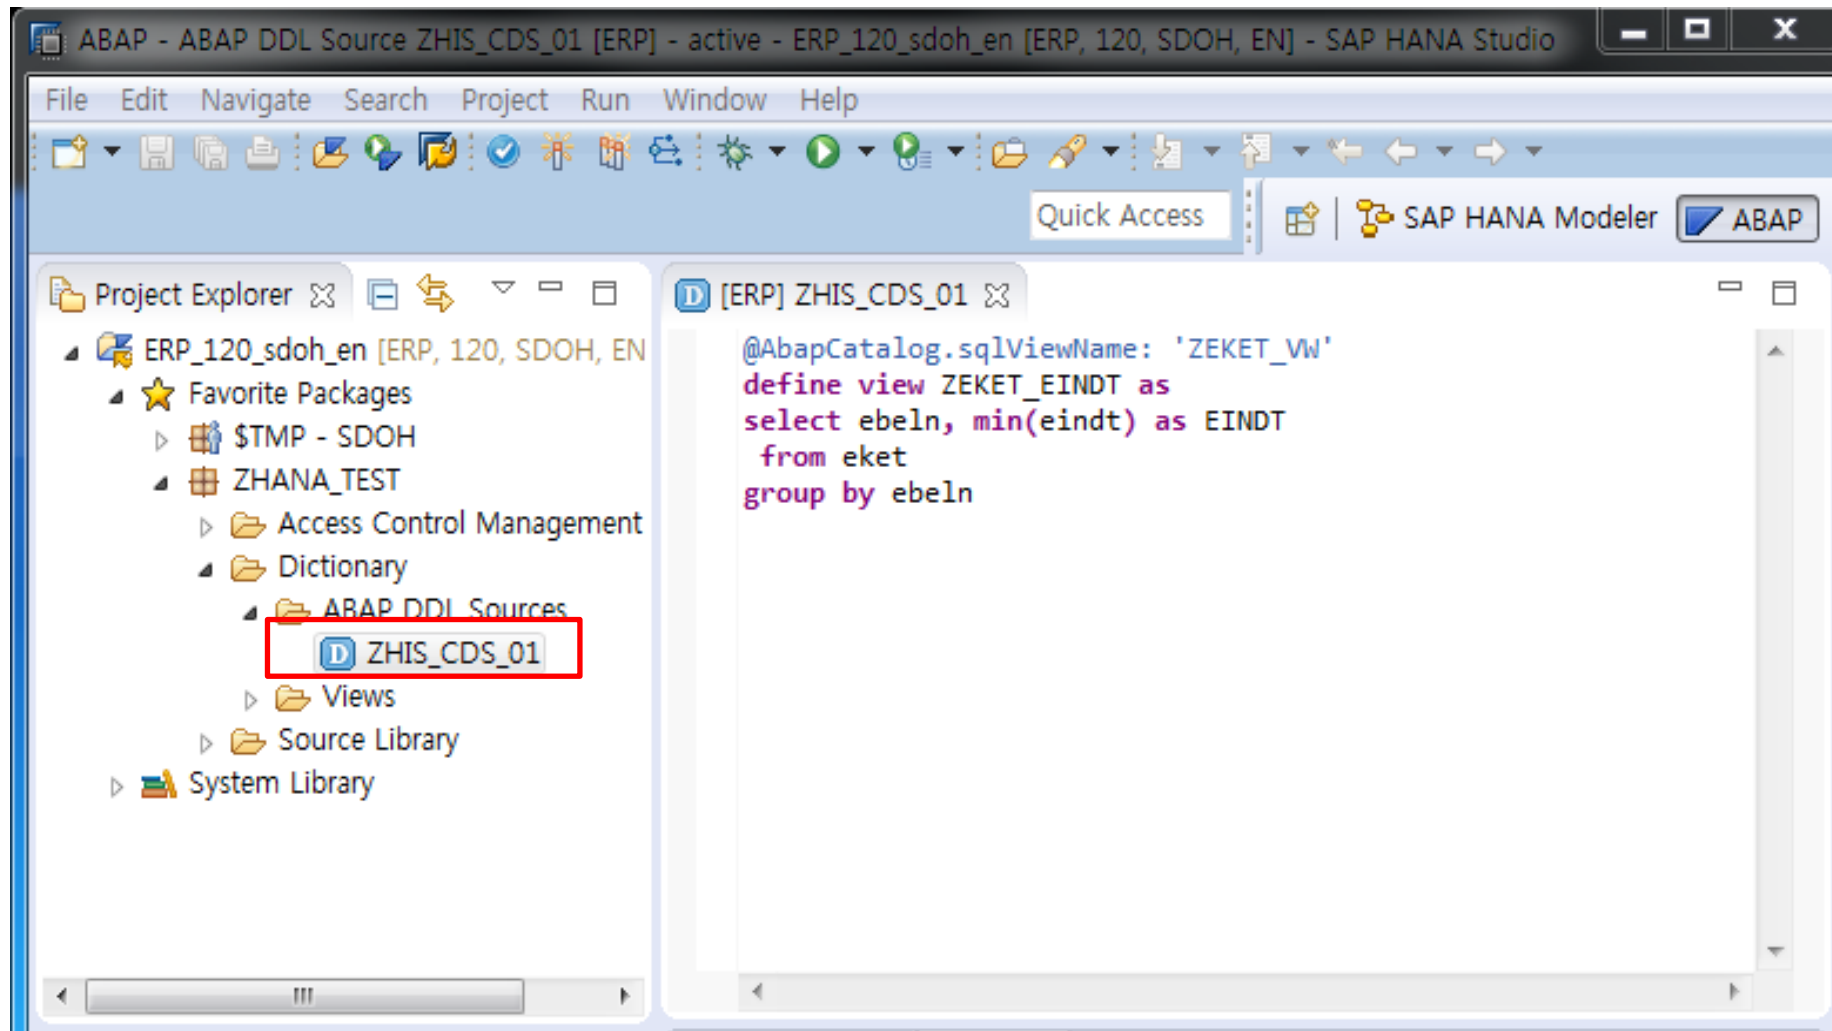 ABAP - ABAP DDL Source ZHIS_CDS_01 [ERP] - active - ERP_120_sdoh_en [ERP, 120, SDOH, EN] - SAP HANA Studio
File Edit Navigate Search Project Run Window Help
Quick Access SAP HANA Modeler ABAP
Project Explorer
ERP_120_sdoh_en [ERP, 120, SDOH, EN
Favorite Packages
$TMP - SDOH
ZHANA_TEST
Access Control Management
Dictionary
ABAP DDL Sources
ZHIS_CDS_01
Views
Source Library
System Library
[ERP] ZHIS_CDS_01
@AbapCatalog.sqlViewName: 'ZEKET_VW'
define view ZEKET_EINDT as
select ebeln, min(eindt) as EINDT
from eket
group by ebeln